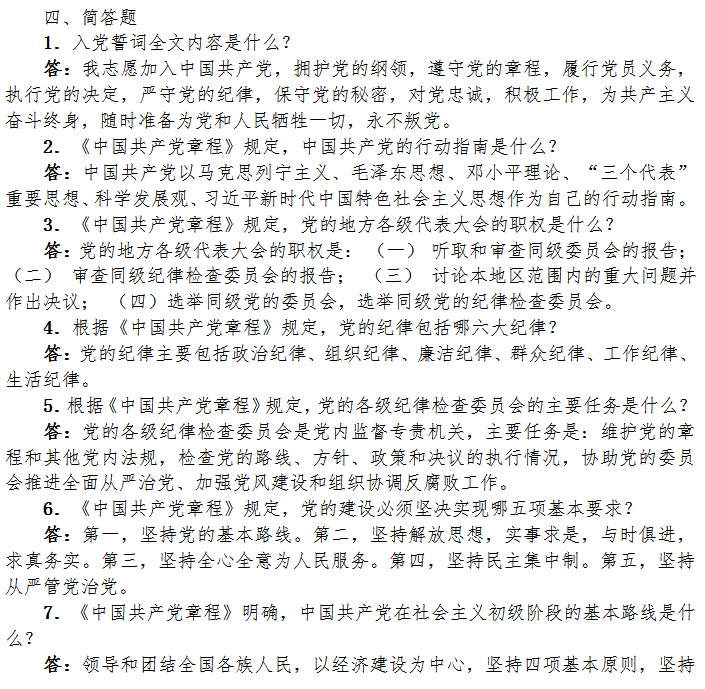 四、简答题
1．入党誓词全文内容是什么？
答：我志愿加入中国共产党，拥护党的纲领，遵守党的章程，履行党员义务，
执行党的决定，严守党的纪律，保守党的秘密，对党忠诚，积极工作，为共产主义
奋斗终身，随时准备为党和人民牺牲一切，永不叛党。
2．《中国共产党章程》规定，中国共产党的行动指南是什么？
答：中国共产党以马克思列宁主义、毛泽东思想、邓小平理论、“三个代表”
重要思想、科学发展观、习近平新时代中国特色社会主义思想作为自己的行动指南。
3．《中国共产党章程》规定，党的地方各级代表大会的职权是什么？
答：党的地方各级代表大会的职权是：（一） 听取和审查同级委员会的报告；
（二） 审查同级纪律检查委员会的报告； （三） 讨论本地区范围内的重大问题并
作出决议； （四）选举同级党的委员会，选举同级党的纪律检查委员会。
4．根据《中国共产党章程》规定，党的纪律包括哪六大纪律？
答：党的纪律主要包括政治纪律、组织纪律、廉洁纪律、群众纪律、工作纪律、
生活纪律。
5．根据《中国共产党章程》规定，党的各级纪律检查委员会的主要任务是什么？
答：党的各级纪律检查委员会是党内监督专责机关，主要任务是：维护党的章
程和其他党内法规，检查党的路线、方针、政策和决议的执行情况，协助党的委员
会推进全面从严治党、加强党风建设和组织协调反腐败工作。
6．《中国共产党章程》规定，党的建设必须坚决实现哪五项基本要求？
答：第一，坚持党的基本路线。第二，坚持解放思想，实事求是，与时俱进，
求真务实。第三，坚持全心全意为人民服务。第四，坚持民主集中制。第五，坚持
从严管党治党。
7．《中国共产党章程》明确，中国共产党在社会主义初级阶段的基本路线是什
么？
答：领导和团结全国各族人民，以经济建设为中心，坚持四项基本原则，坚持